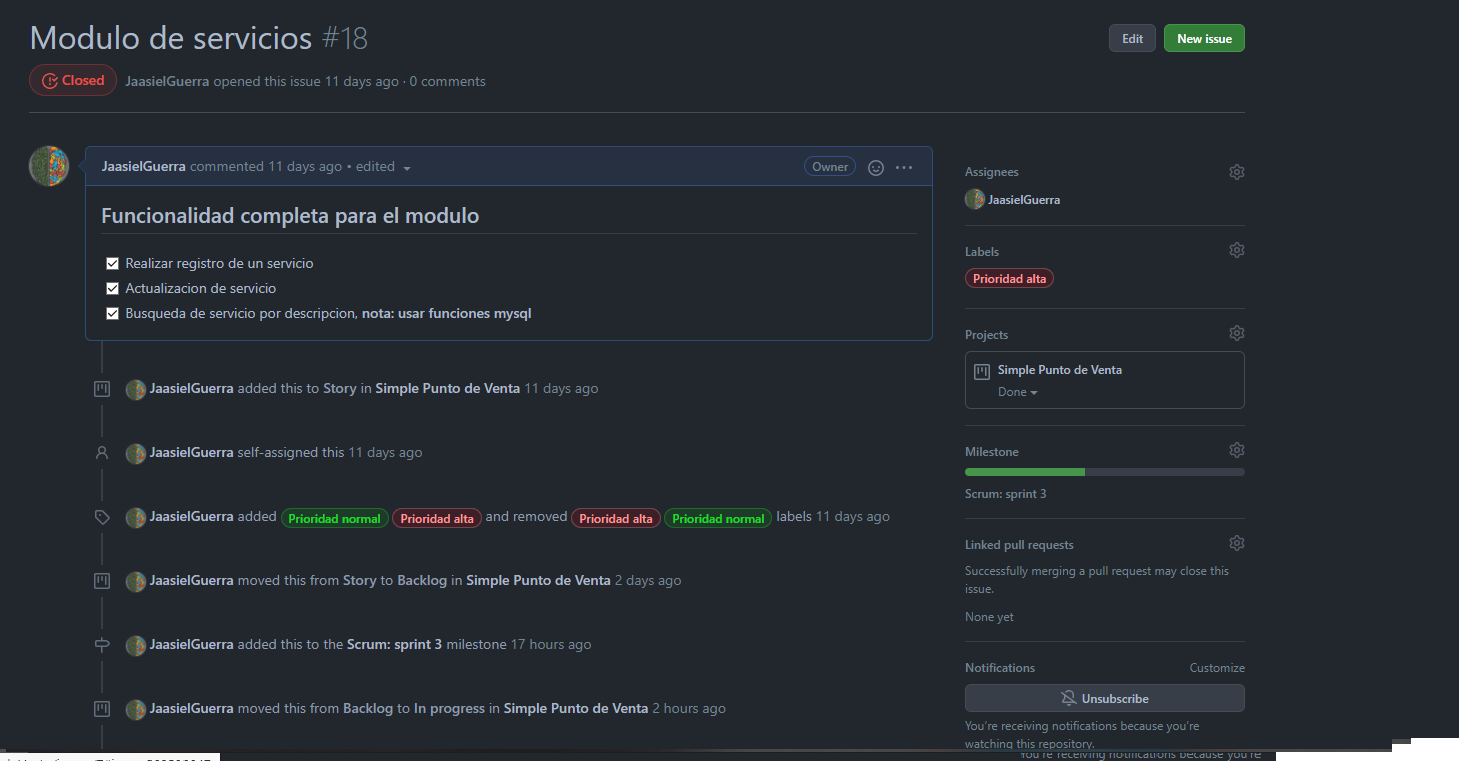 Modulo de servicios #18
Edit
New issue
Closed
JaasielGuerra opened this issue 11 days ago · 0 comments
JaasielGuerra commented 11 days ago • edited
Owner
Funcionalidad completa para el modulo
Realizar registro de un servicio
Actualizacion de servicio
Busqueda de servicio por descripcion, nota: usar funciones mysql
JaasielGuerra added this to Story in Simple Punto de Venta 11 days ago
JaasielGuerra self-assigned this 11 days ago
JaasielGuerra added Prioridad normal Prioridad alta and removed Prioridad alta Prioridad normal labels 11 days ago
JaasielGuerra moved this from Story to Backlog in Simple Punto de Venta 2 days ago
JaasielGuerra added this to the Scrum: sprint 3 milestone 17 hours ago
JaasielGuerra moved this from Backlog to In progress in Simple Punto de Venta 2 hours ago
Assignees
JaasielGuerra
Labels
Prioridad alta
Projects
Simple Punto de Venta
Done
Milestone
Scrum: sprint 3
Linked pull requests
Successfully merging a pull request may close this
issue.
None yet
Notifications
Customize
Unsubscribe
You're receiving notifications because you're
watching this repository.
You're receiving notifications because you're